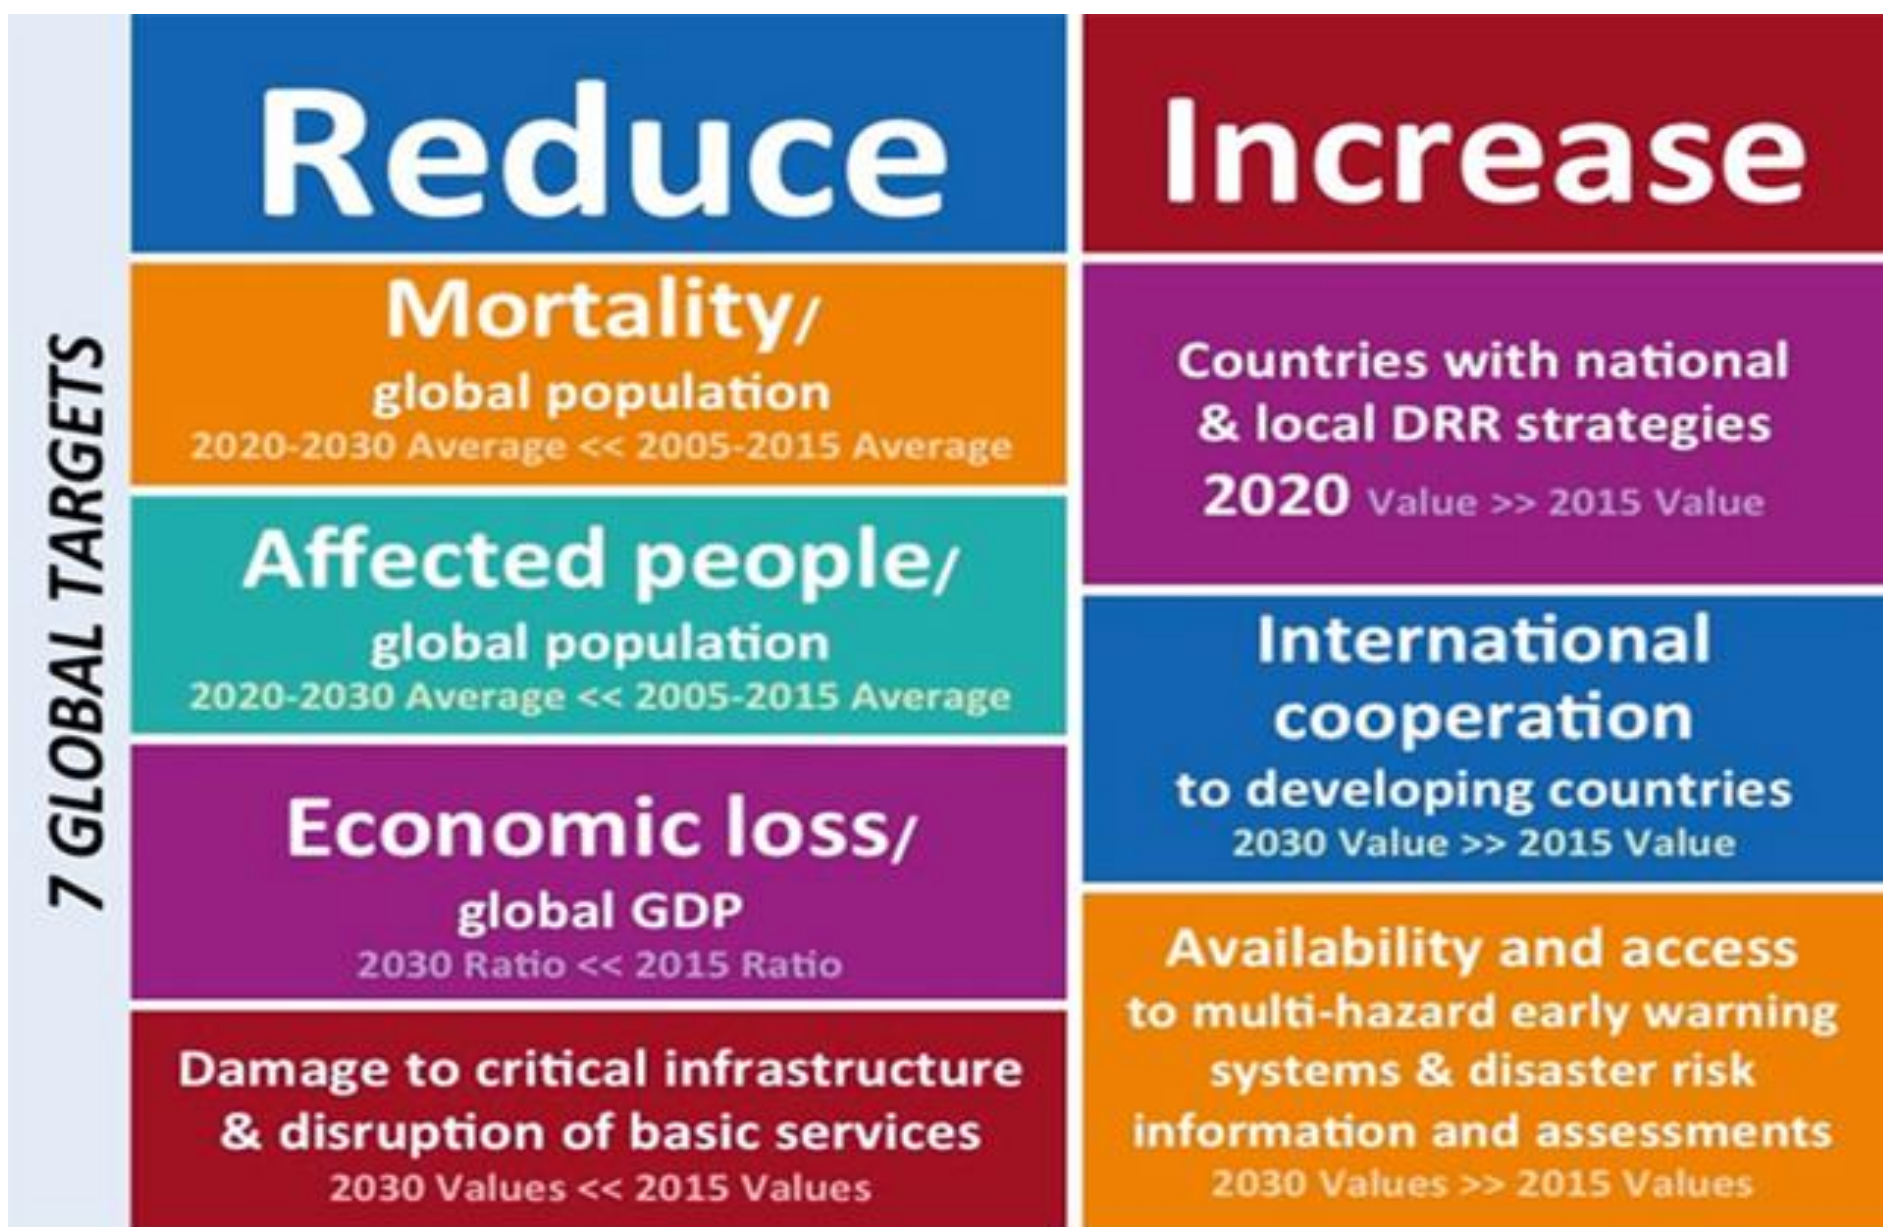 7 GLOBAL TARGETS
Reduce
Mortality/
global population
2020-2030 Average << 2005-2015 Average
Affected people/
global population
2020-2030 Average << 2005-2015 Average
Economic loss/
global GDP
2030 Ratio << 2015 Ratio
Damage to critical infrastructure
& disruption of basic services
2030 Values << 2015 Values
Increase
Countries with national
& local DRR strategies
2020 Value >> 2015 Value
International
cooperation
to developing countries
2030 Value >> 2015 Value
Availability and access
to multi-hazard early warning
systems & disaster risk
information and assessments
2030 Values >> 2015 Values